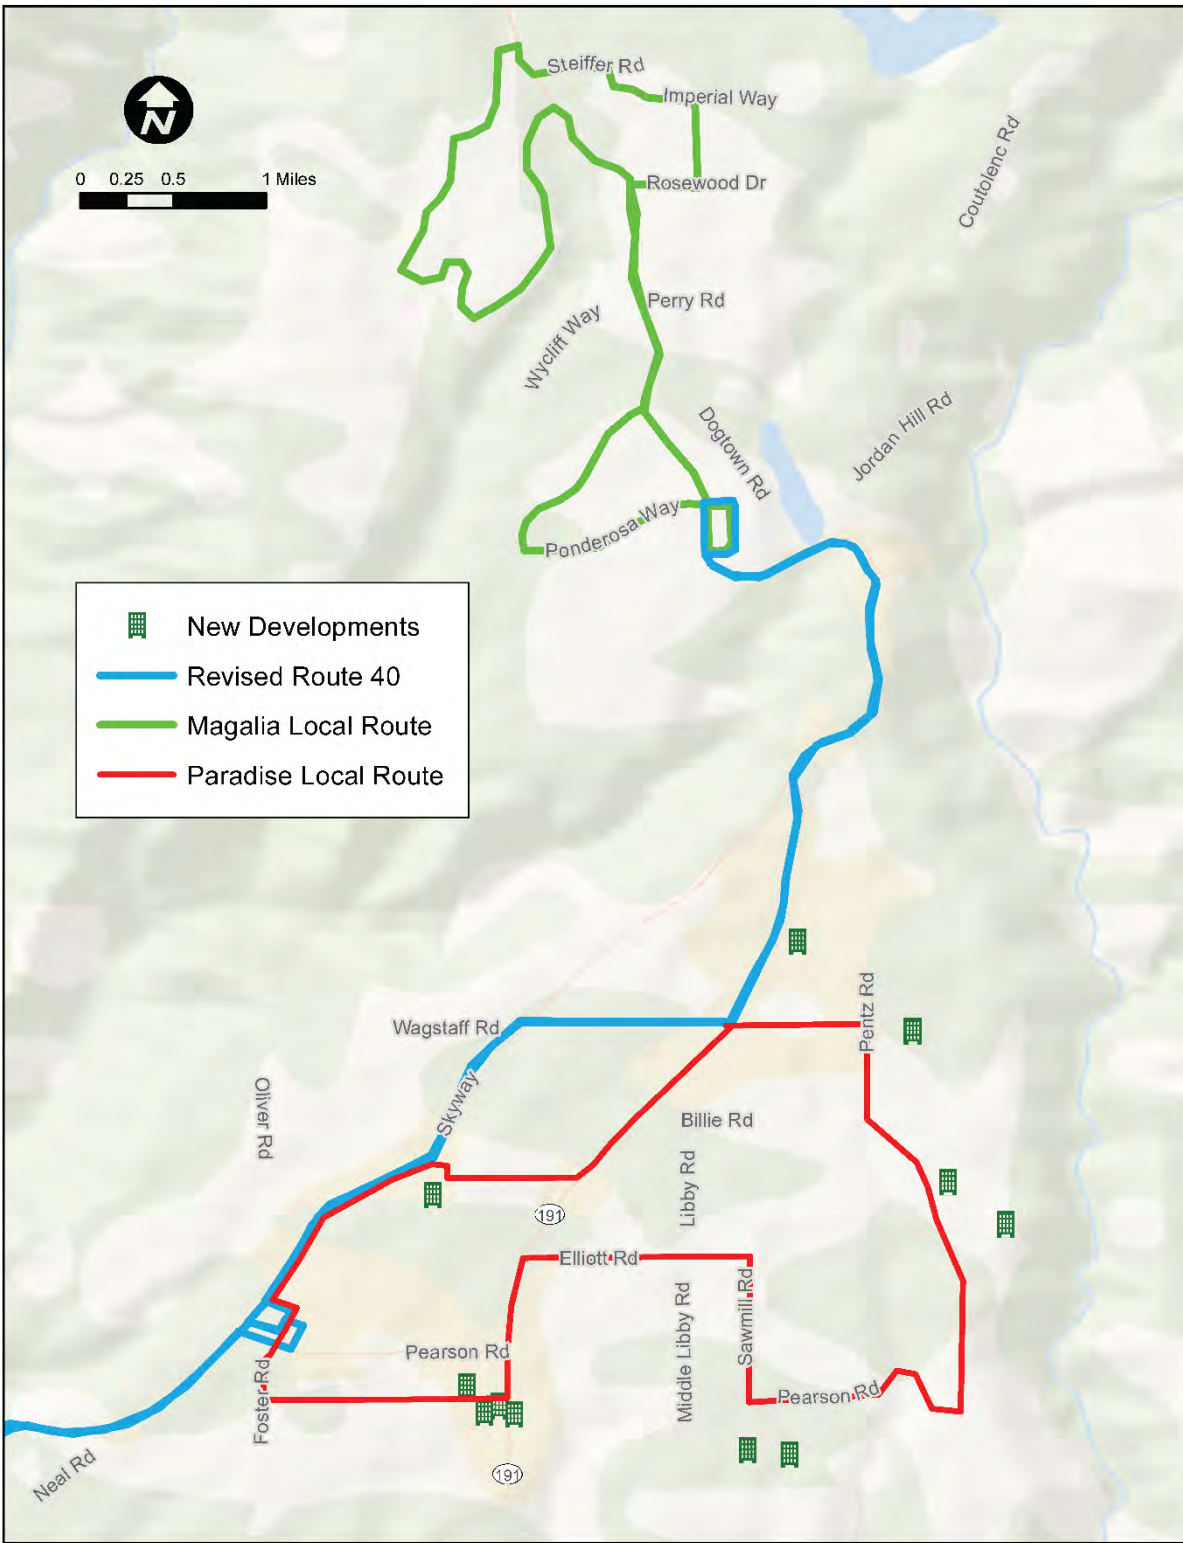 Steiffer Rd
Imperial Way
N
Coutolenc Rd
0 0.25 0.5 1 Miles
Rosewood Dr
Perry Rd
Wycliff Way
Dogtown Rd
Jordan Hill Rd
Ponderosa Way
New Developments
Revised Route 40
Magalia Local Route
Paradise Local Route
Pentz Rd
Wagstaff Rd
Skyway
Oliver Rd
Billie Rd
Libby Rd
191
Elliott Rd
Middle Libby Rd
Sawmill Rd
Pearson Rd
Foster Rd
Pearson Rd
Neal Rd
191